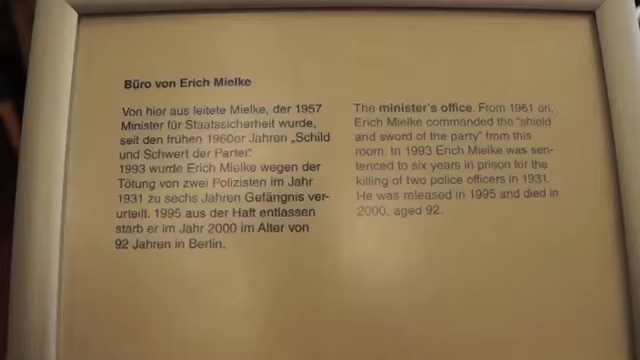 Büro von Erich Mielke
Von hier aus leitete Mielke, der 1957
Minister für Staatssicherheit wurde,
seit den frühen 1960er Jahren „Schild
und Schwert der Partei“.
1993 wurde Erich Mielke wegen der
Tötung von zwei Polizisten im Jahr
1931 zu sechs Jahren Gefängnis ver-
urteilt. 1995 aus der Haft entlassen
starb er im Jahr 2000 im Alter von
92 Jahren in Berlin.
The minister's office. From 1961 on,
Erich Mielke commanded the "shield
and sword of the party" from this
room. In 1993 Erich Mielke was sen-
tenced to six years in prison for the
killing of two police officers in 1931.
He was released in 1995 and died in
2000, aged 92.